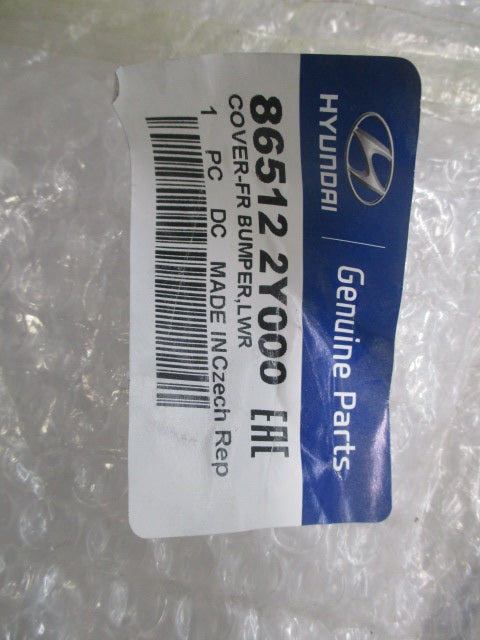 HYUNDAI | Genuine Parts
86512 2Y000 EAC
COVER-FR BUMPER,LWR
1 PC DC MADE IN Czech Rep